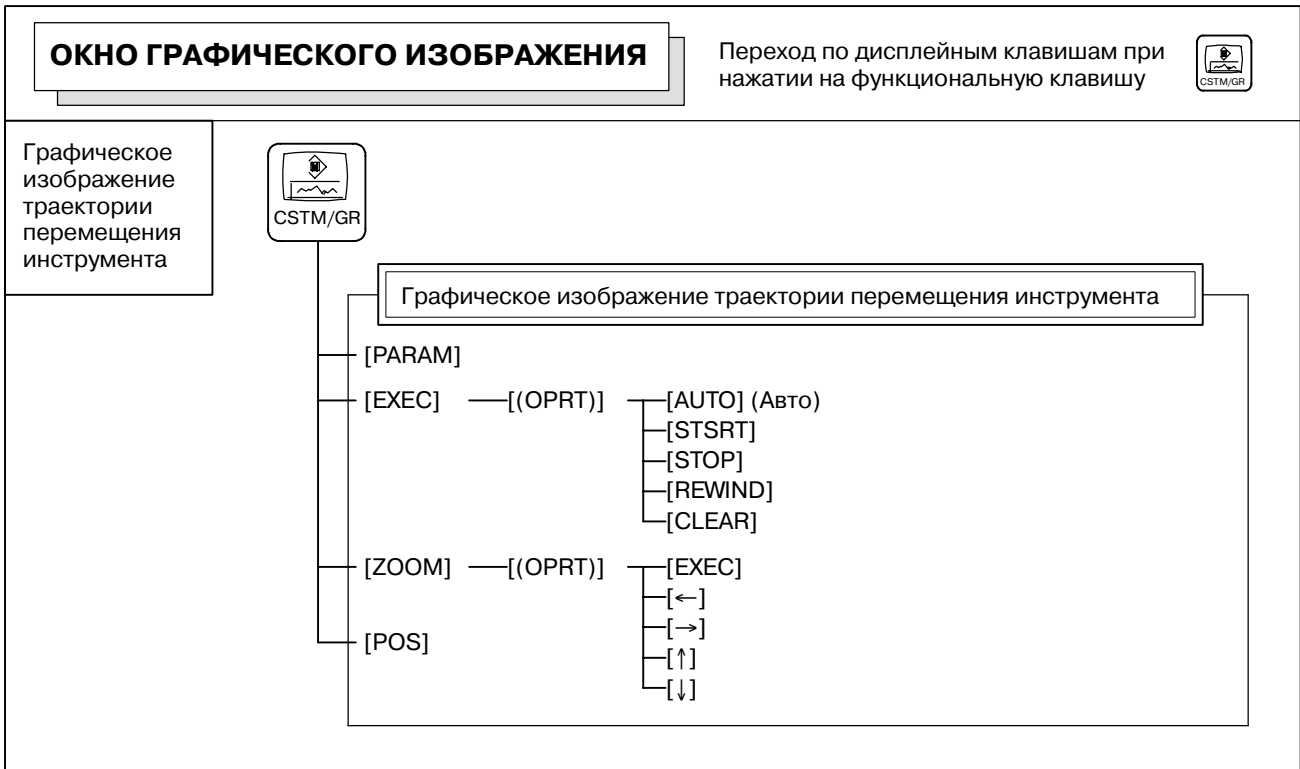 ОКНО ГРАФИЧЕСКОГО ИЗОБРАЖЕНИЯ
Переход по дисплейным клавишам при
нажатии на функциональную клавишу
CSTM/GR
Графическое
изображение
траектории
перемещения
инструмента
CSTM/GR
Графическое изображение траектории перемещения инструмента
[PARAM]
[EXEC] [(OPRT)] [AUTO] (Авто)
[STSRT]
[STOP]
[REWIND]
[CLEAR]
[ZOOM] [(OPRT)] [EXEC]
[←]
[→]
[POS]
[↑]
[↓]